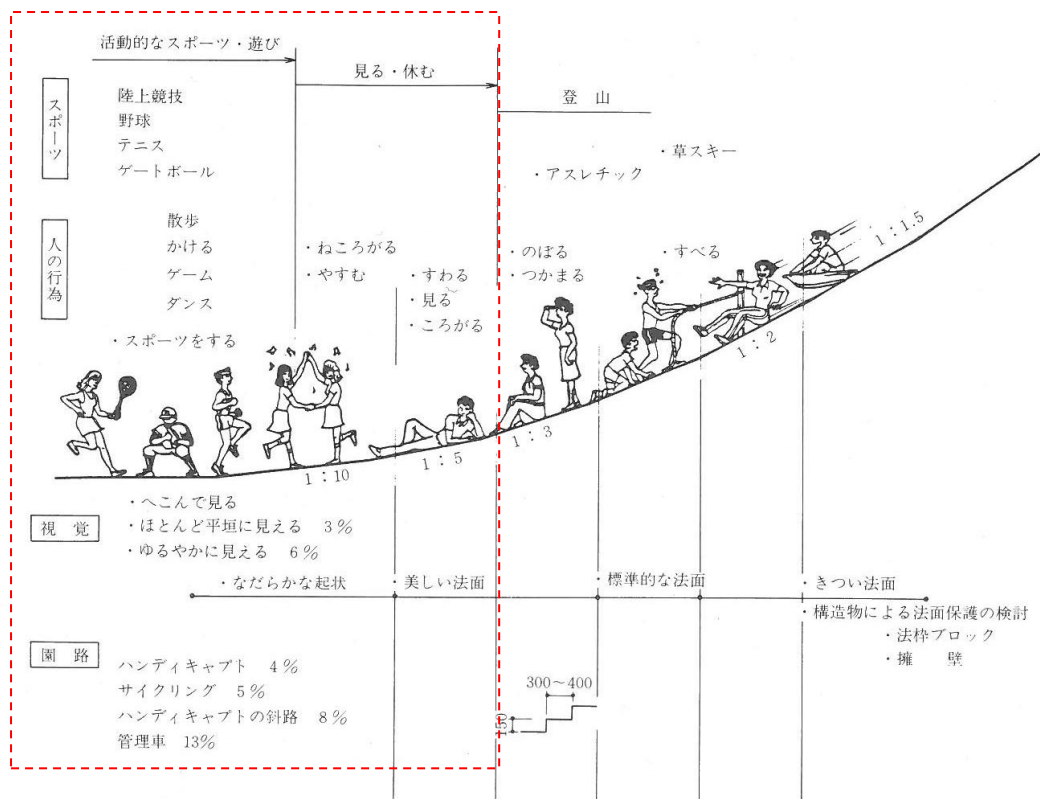 活動的なスポーツ・遊び
見る・休む
登 山
スポーツ
陸上競技
野球
テニス
ゲートボール
・草スキー
・アスレチック
人の行為
散歩
かける
ゲーム
ダンス
・スポーツをする
・ねころがる
・やすむ
・すわる
・見る
・ころがる
・のぼる
・つかまる
・すべる
1:10
1:5
1:3
1:2
1:1.5
視 覚
・へこんで見る
・ほとんど平垣に見える 3%
・ゆるやかに見える 6%
・なだらかな起状
・美しい法面
・標準的な法面
・きつい法面
・構造物による法面保護の検討
・法枠ブロック
・擁 壁
園 路
ハンディキャプト 4%
サイクリング 5%
ハンディキャプトの斜路 8%
管理車 13%
300〜400
150